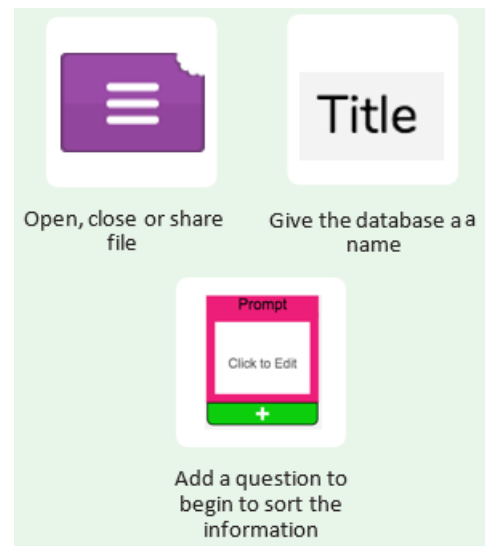 Title
Open, close or share
file
Give the database a a
name
Prompt
Click to Edit
+
Add a question to
begin to sort the
information